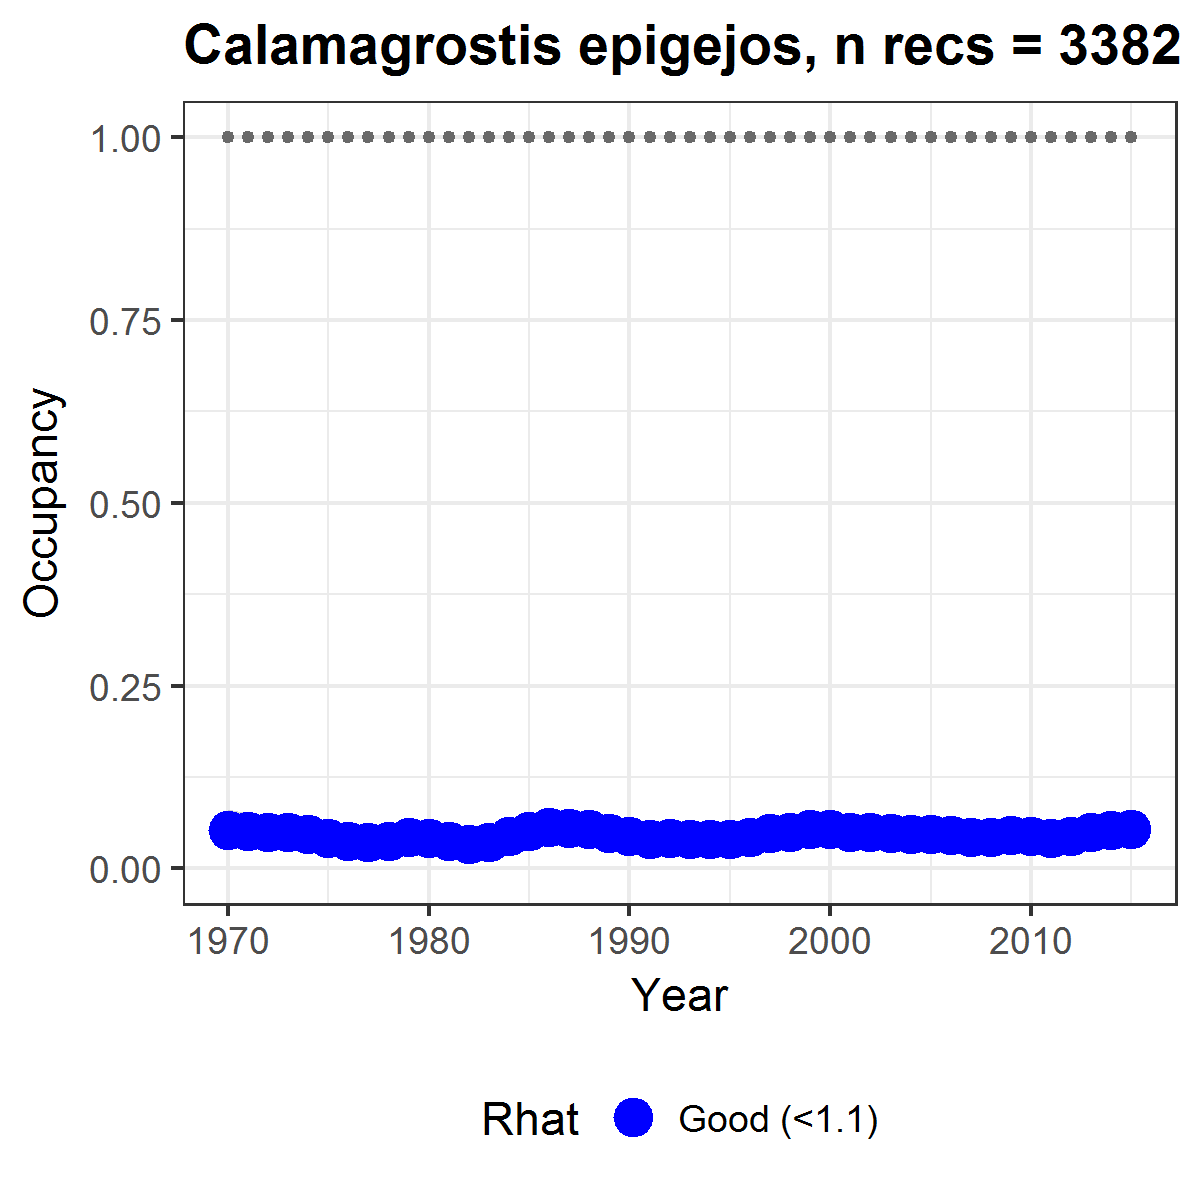 Calamagrostis epigejos, n recs = 3382
1.00
0.75
0.50
0.25
0.00
Occupancy
1970 1980 1990 2000 2010
Year
Rhat Good (<1.1)